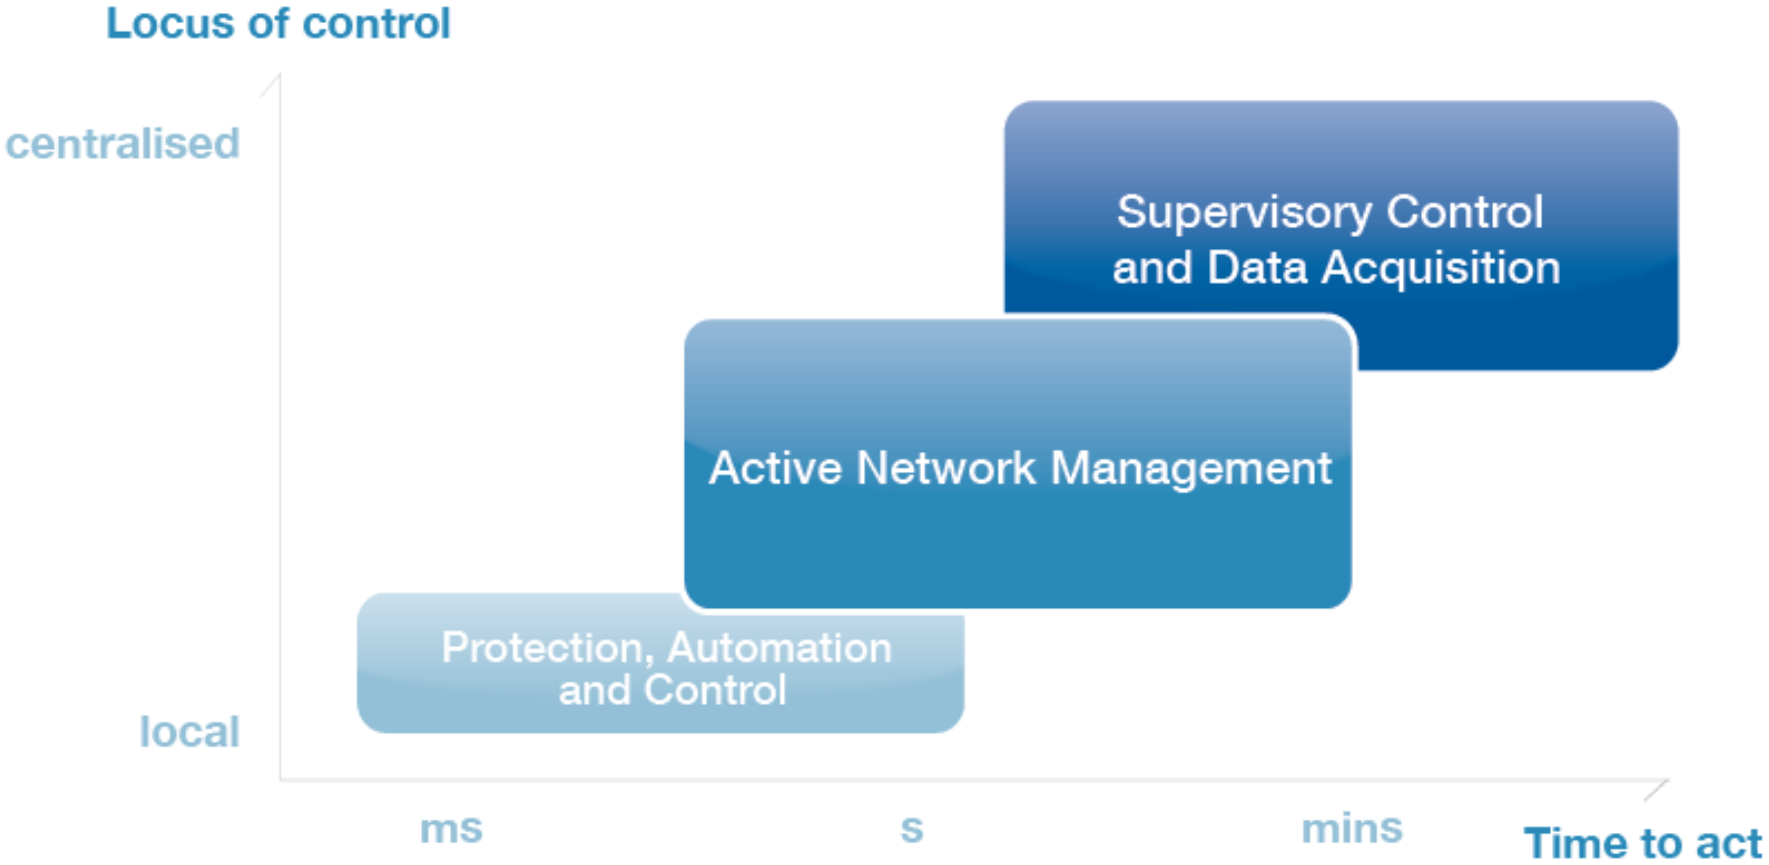 Locus of control
centralised
Supervisory Control
and Data Acquisition
Active Network Management
Protection, Automation
and Control
local
ms
s
mins
Time to act